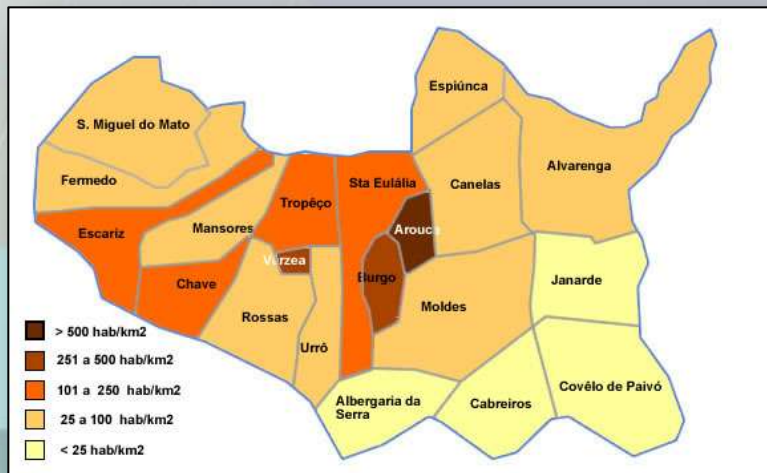 Espiúnca
S. Miguel do Mato
Alvarenga
Fermedo
Sta Eulália
Canelas
Tropêço
Escariz
Mansores
Arouca
Varzea
Chave
Burgo
Janarde
Moldes
Rossas
Urrô
Albergaria da
Serra
Cabreiros
Covêlo de Paivó
> 500 hab/km2
251 a 500 hab/km2
101 a 250 hab/km2
25 a 100 hab/km2
< 25 hab/km2